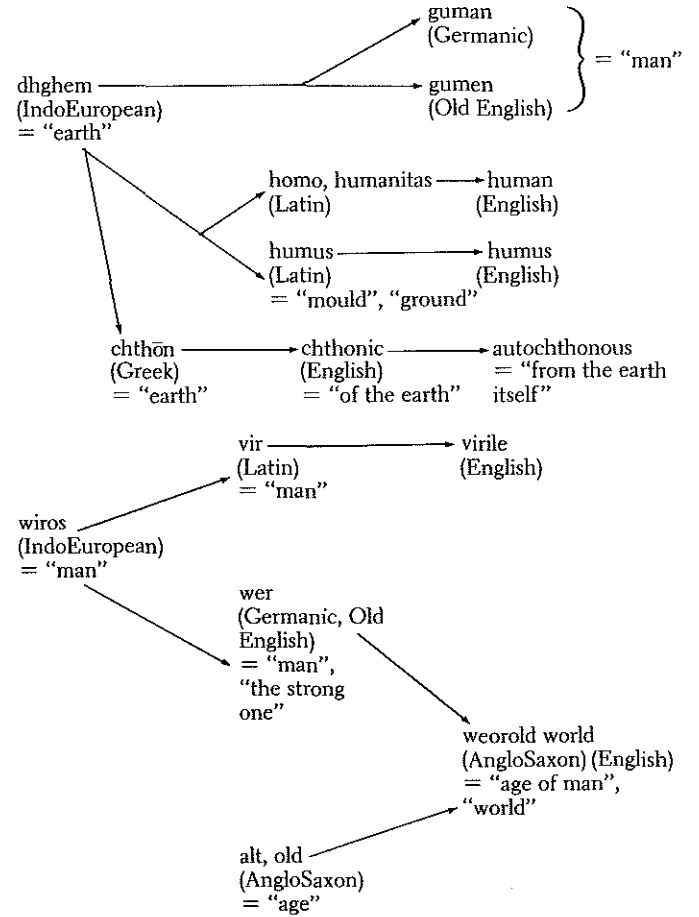 guman
(Germanic)
= “man”
dhghem
(IndoEuropean)
= “earth”
gumen
(Old English)
homo, humanitas
(Latin)
human
(English)
humus
(Latin)
= “mould”, “ground”
humus
(English)
chthōn
(Greek)
= “earth”
chthonic
(English)
= “of the earth”
autochthonous
= “from the earth
itself”
vir
(Latin)
= “man”
virile
(English)
wiros
(IndoEuropean)
= “man”
wer
(Germanic, Old
English)
= “man”,
“the strong
one”
weorold world
(AngloSaxon) (English)
= “age of man”,
“world”
alt, old
(AngloSaxon)
= “age”